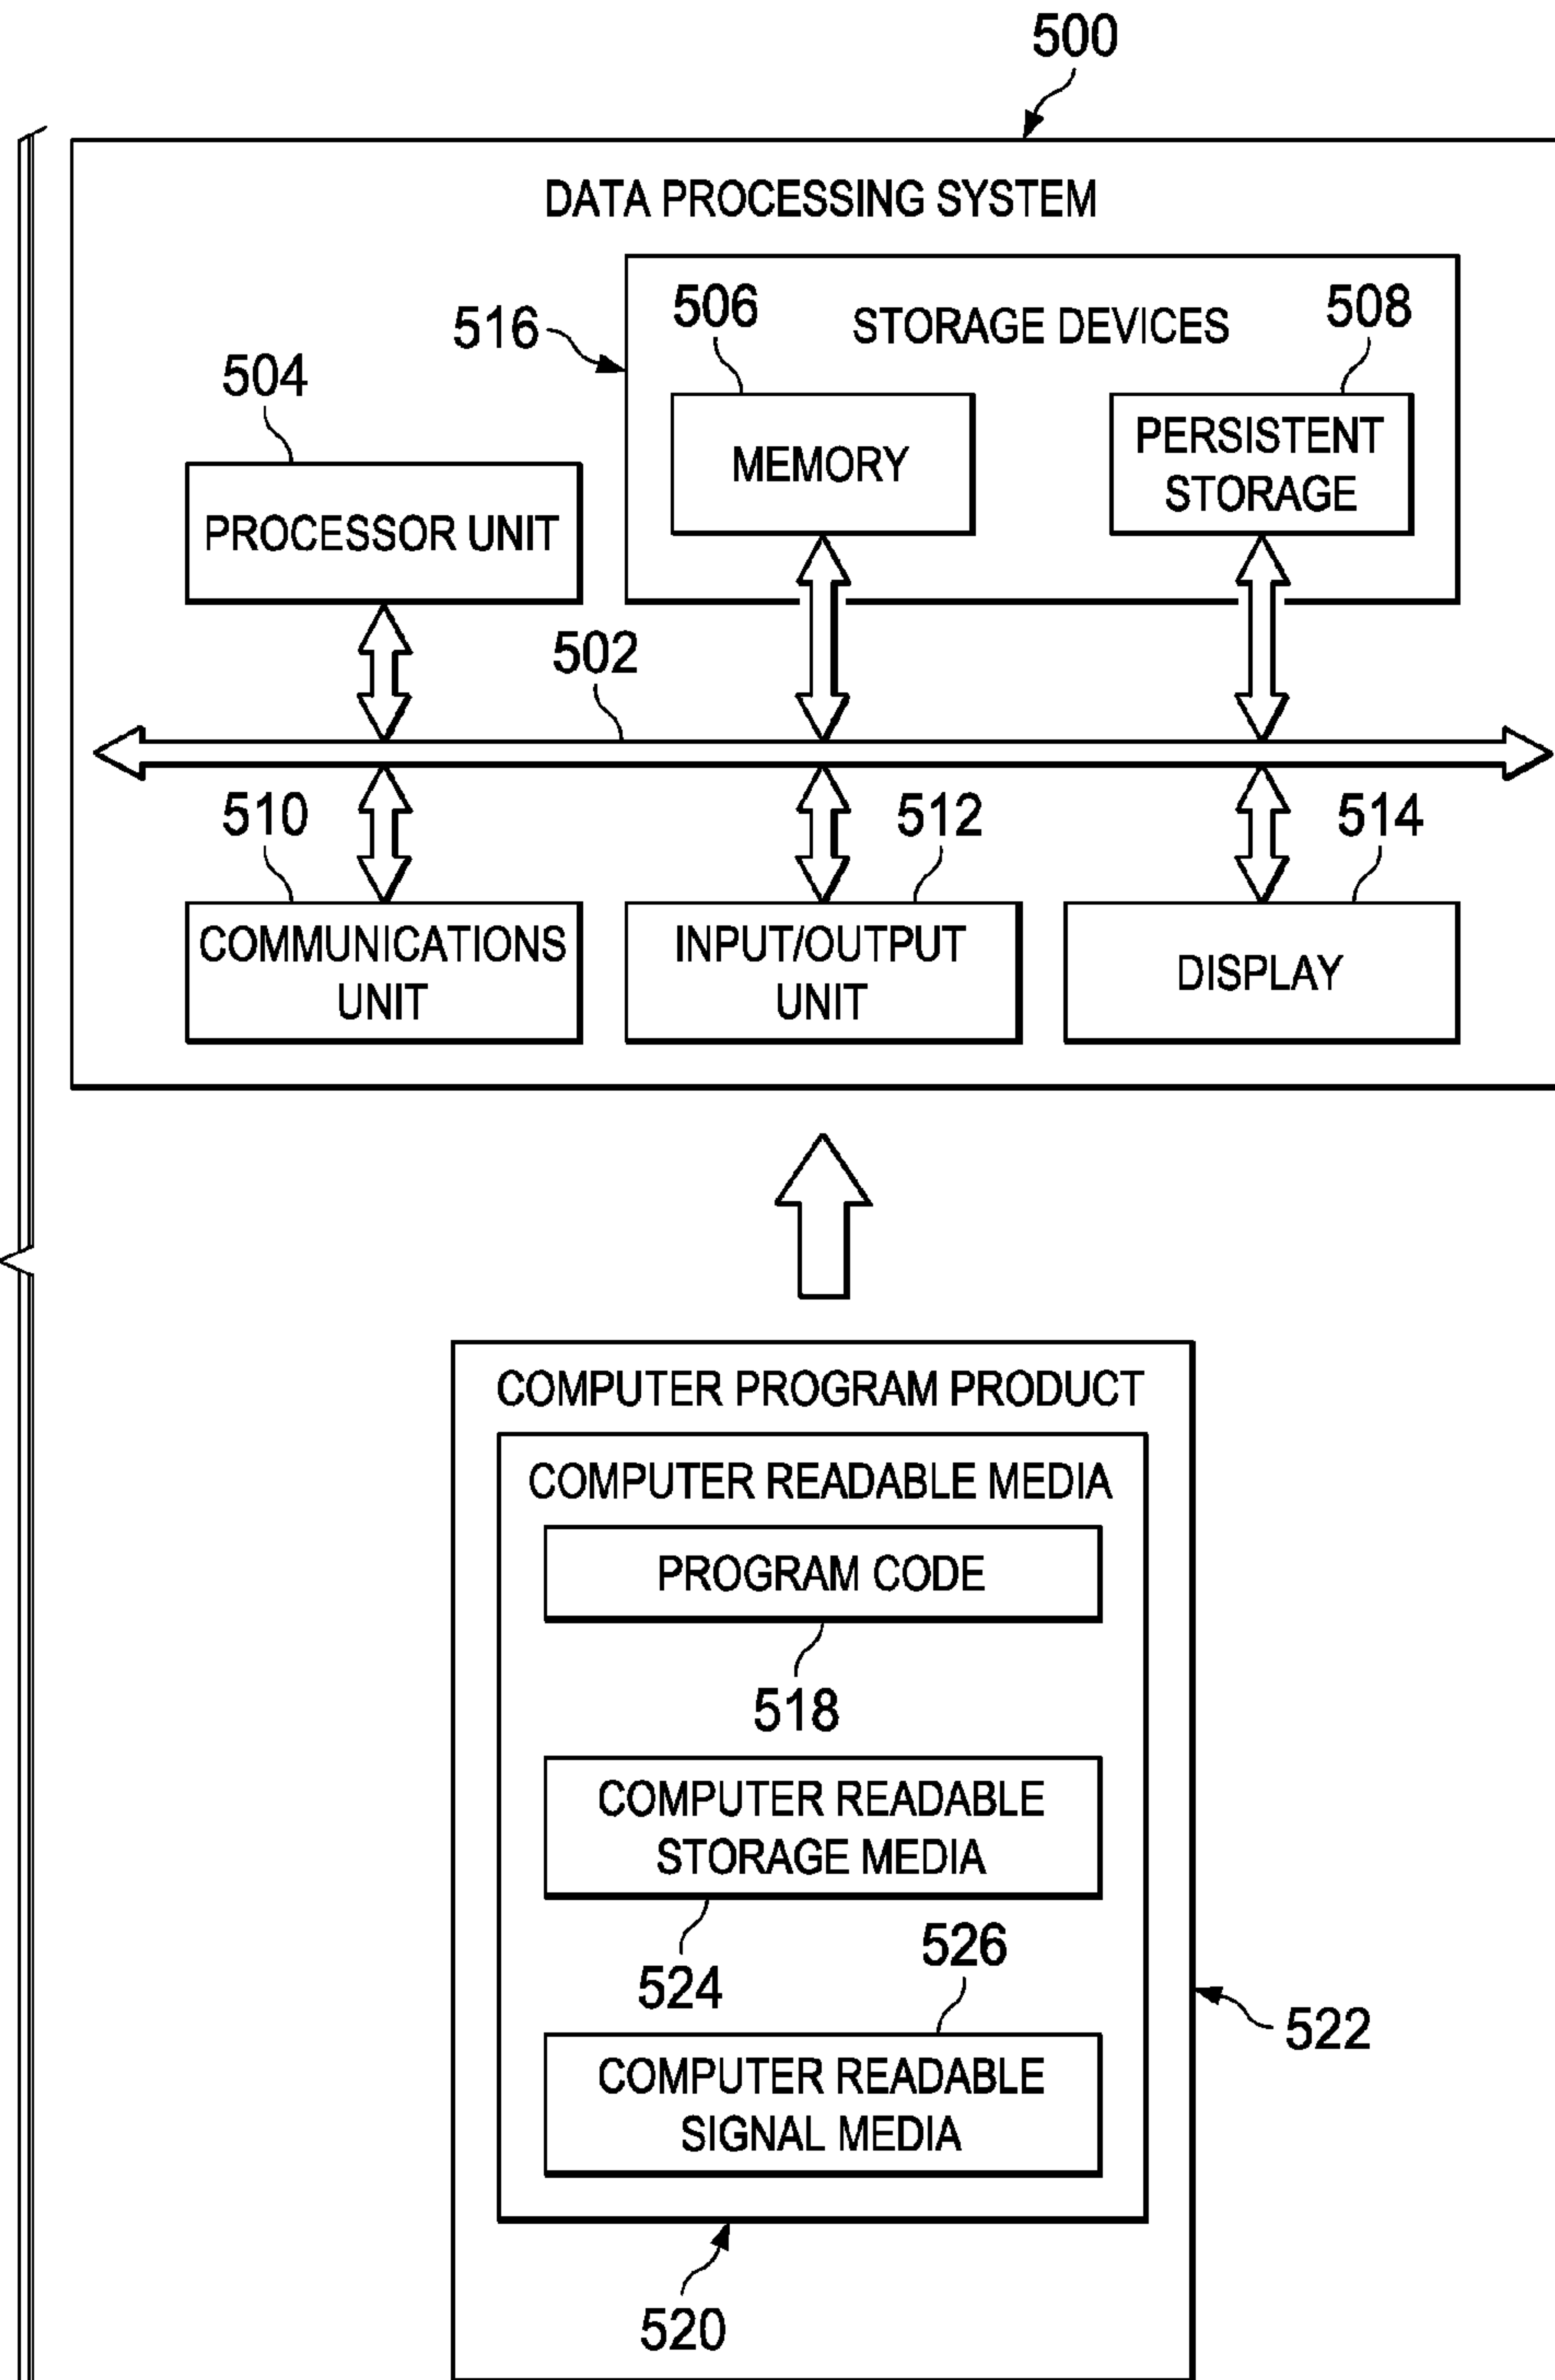 500
DATA PROCESSING SYSTEM
516
506
STORAGE DEVICES
508
504
MEMORY
PERSISTENT
STORAGE
PROCESSOR UNIT
502
510
512
514
COMMUNICATIONS
UNIT
INPUT/OUTPUT
UNIT
DISPLAY
COMPUTER PROGRAM PRODUCT
COMPUTER READABLE MEDIA
PROGRAM CODE
518
COMPUTER READABLE
STORAGE MEDIA
524
526
522
COMPUTER READABLE
SIGNAL MEDIA
520